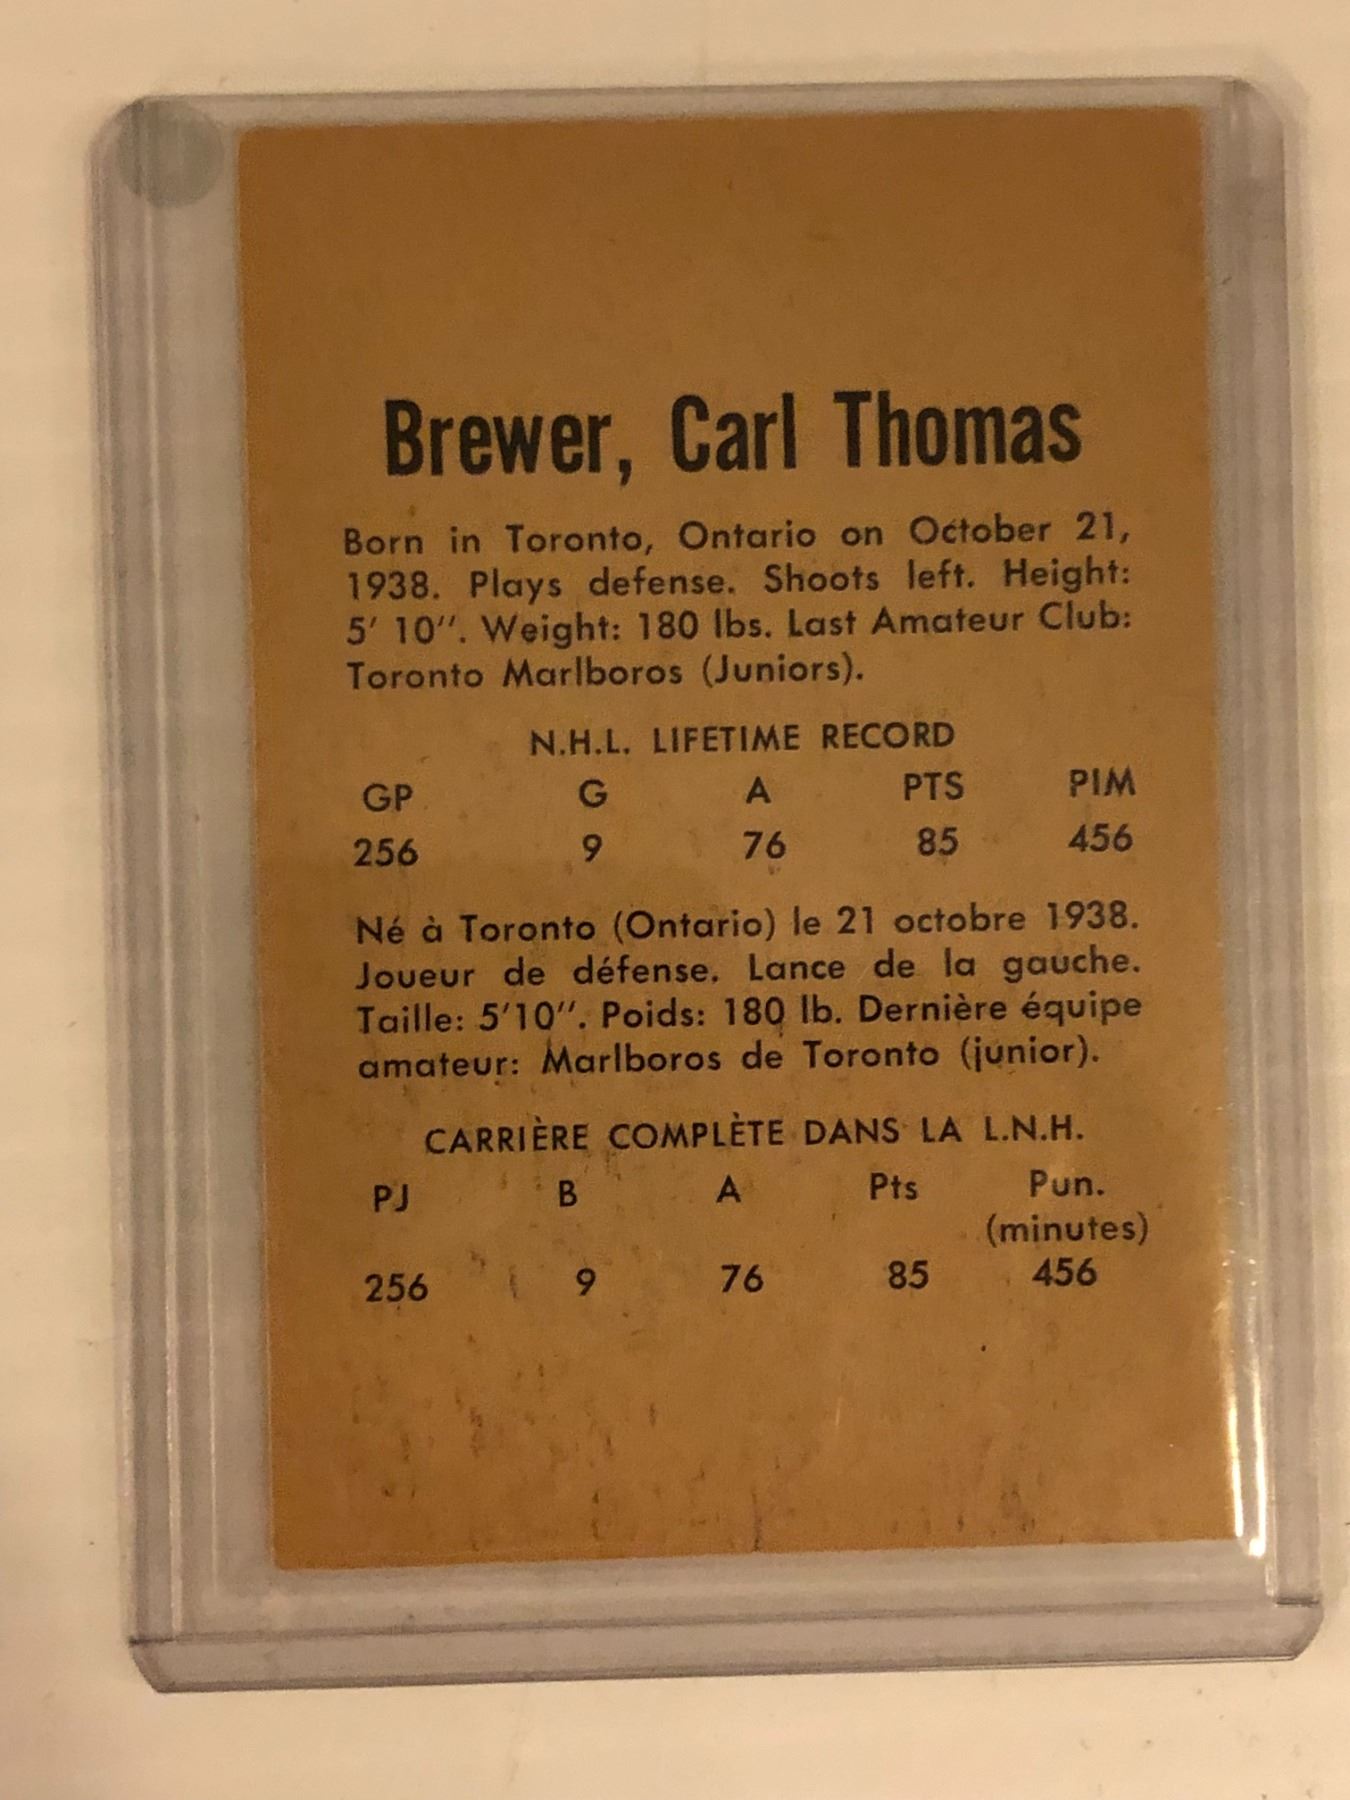 Brewer, Carl Thomas
Born in Toronto, Ontario on October 21,
1938. Plays defense. Shoots left. Height:
5' 10". Weight: 180 lbs. Last Amateur Club:
Toronto Marlboros (Juniors).
N.H.L. LIFETIME RECORD
GP G A PTS PIM
256 9 76 85 456
Né à Toronto (Ontario) le 21 octobre 1938.
Joueur de défense. Lance de la gauche.
Taille: 5'10". Poids: 180 lb. Dernière équipe
amateur: Marlboros de Toronto (junior).
CARRIÈRE COMPLÈTE DANS LA L.N.H.
PJ B A Pts Pun.
(minutes)
256 9 76 85 456